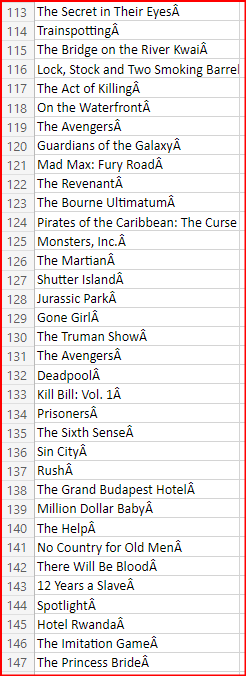 113 The Secret in Their EyesÂ
114 TrainspottingÂ
115 The Bridge on the River KwaiÂ
116 Lock, Stock and Two Smoking Barrel
117 The Act of KillingÂ
118 On the WaterfrontÂ
119 The AvengersÂ
120 Guardians of the GalaxyÂ
121 Mad Max: Fury RoadÂ
122 The RevenantÂ
123 The Bourne UltimatumÂ
124 Pirates of the Caribbean: The Curse
125 Monsters, Inc.Â
126 The MartianÂ
127 Shutter IslandÂ
128 Jurassic ParkÂ
129 Gone GirlÂ
130 The Truman ShowÂ
131 The AvengersÂ
132 DeadpoolÂ
133 Kill Bill: Vol. 1Â
134 PrisonersÂ
135 The Sixth SenseÂ
136 Sin CityÂ
137 RushÂ
138 The Grand Budapest HotelÂ
139 Million Dollar BabyÂ
140 The HelpÂ
141 No Country for Old MenÂ
142 There Will Be BloodÂ
143 12 Years a SlaveÂ
144 SpotlightÂ
145 Hotel RwandaÂ
146 The Imitation GameÂ
147 The Princess BrideÂ